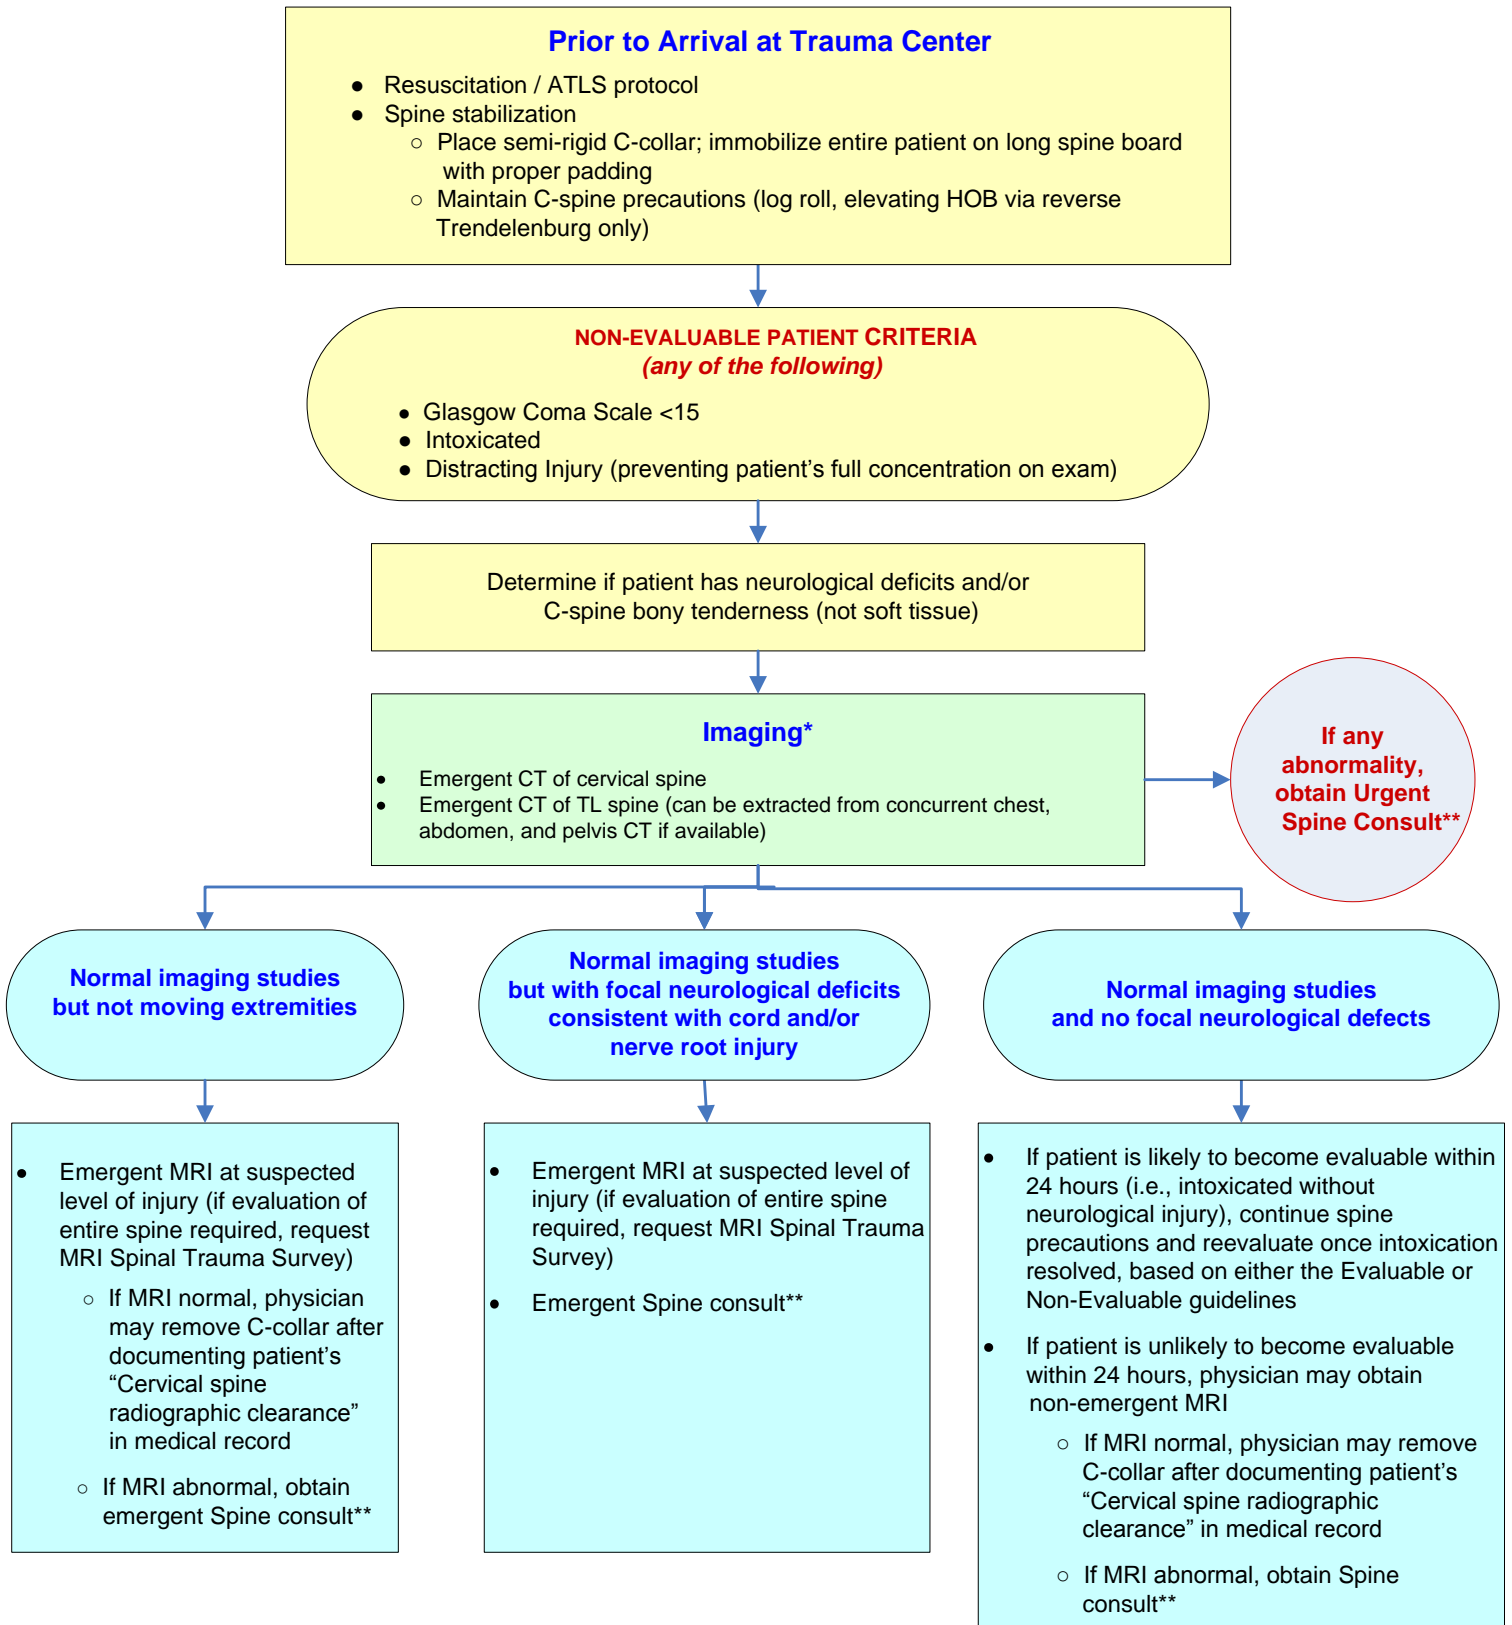 Prior to Arrival at Trauma Center
● Resuscitation / ATLS protocol
● Spine stabilization
○ Place semi-rigid C-collar; immobilize entire patient on long spine board
with proper padding
○ Maintain C-spine precautions (log roll, elevating HOB via reverse
Trendelenburg only)
NON-EVALUABLE PATIENT CRITERIA
(any of the following)
● Glasgow Coma Scale <15
● Intoxicated
● Distracting Injury (preventing patient's full concentration on exam)
Determine if patient has neurological deficits and/or
C-spine bony tenderness (not soft tissue)
Imaging*
● Emergent CT of cervical spine
● Emergent CT of TL spine (can be extracted from concurrent chest,
abdomen, and pelvis CT if available)
If any
abnormality,
obtain Urgent
Spine Consult**
Normal imaging studies
but not moving extremities
Normal imaging studies
but with focal neurological deficits
consistent with cord and/or
nerve root injury
Normal imaging studies
and no focal neurological defects
● Emergent MRI at suspected
level of injury (if evaluation of
entire spine required, request
MRI Spinal Trauma Survey)
○ If MRI normal, physician
may remove C-collar after
documenting patient's
“Cervical spine
radiographic clearance”
in medical record
○ If MRI abnormal, obtain
emergent Spine consult**
● Emergent MRI at suspected level of
injury (if evaluation of entire spine
required, request MRI Spinal Trauma
Survey)
● Emergent Spine consult**
● If patient is likely to become evaluable within
24 hours (i.e., intoxicated without
neurological injury), continue spine
precautions and reevaluate once intoxication
resolved, based on either the Evaluable or
Non-Evaluable guidelines
● If patient is unlikely to become evaluable
within 24 hours, physician may obtain
non-emergent MRI
○ If MRI normal, physician may remove
C-collar after documenting patient's
“Cervical spine radiographic
clearance” in medical record
○ If MRI abnormal, obtain Spine
consult**